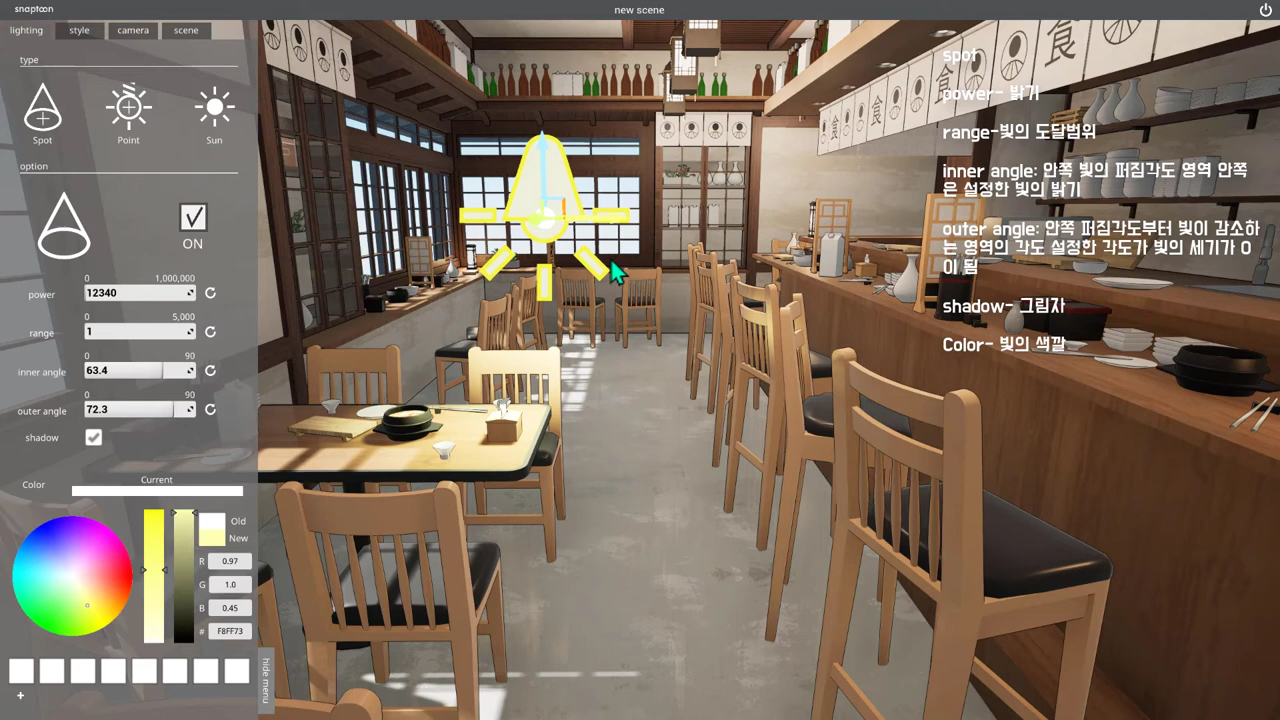 snaptoon
new scene
lighting style camera scene
type
Spot Point Sun
option
ON
0 1,000,000
power 12340
0 5,000
range 1
0 90
inner angle 63.4
0 90
outer angle 72.3
shadow
Color Current
Old
New
R 0.97
G 1.0
B 0.45
# F8FF73
+
hide menu
食
食
食
食
spot
power- 밝기
range-빛의 도달범위
inner angle: 안쪽 빛의 퍼짐각도 영역 안쪽
은 설정한 빛의 밝기
outer angle: 안쪽 퍼짐각도부터 빛이 감소하
는 영역의 각도 설정한 각도가 빛의 세기가 0
이 됨
shadow- 그림자
Color- 빛의 색깔